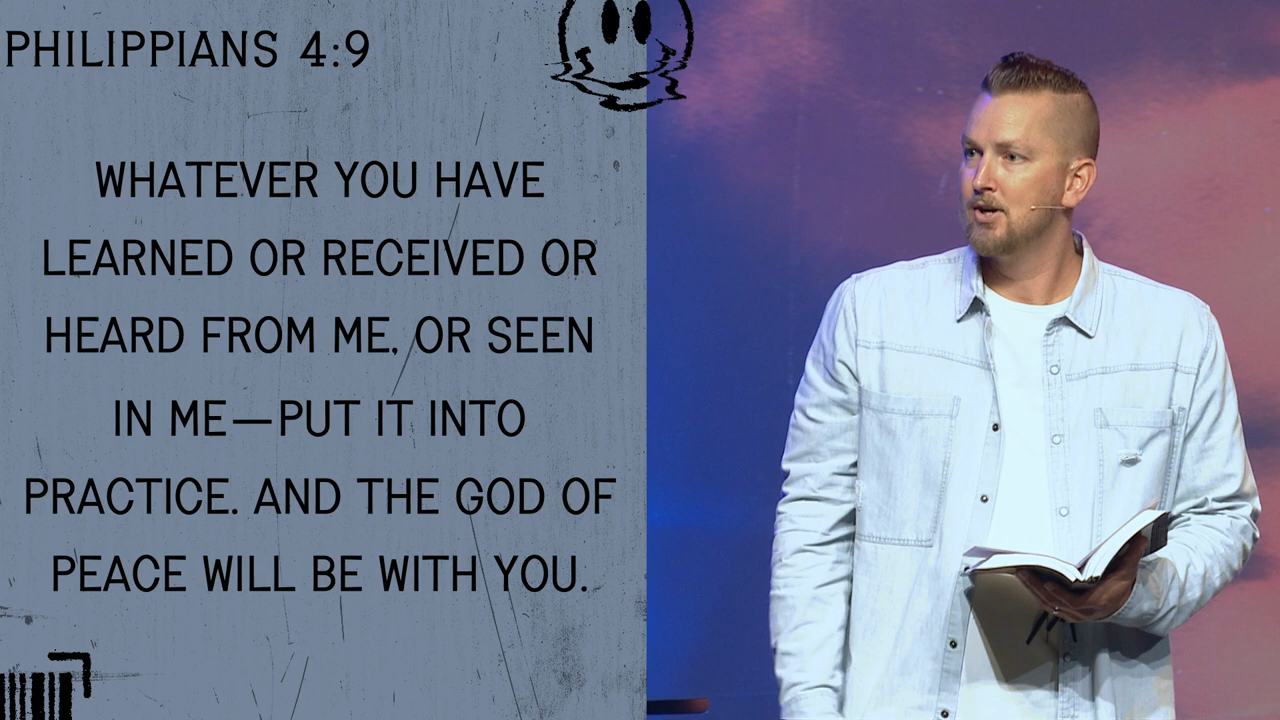 PHILIPPIANS 4:9
WHATEVER YOU HAVE
LEARNED OR RECEIVED OR
HEARD FROM ME, OR SEEN
IN ME—PUT IT INTO
PRACTICE. AND THE GOD OF
PEACE WILL BE WITH YOU.